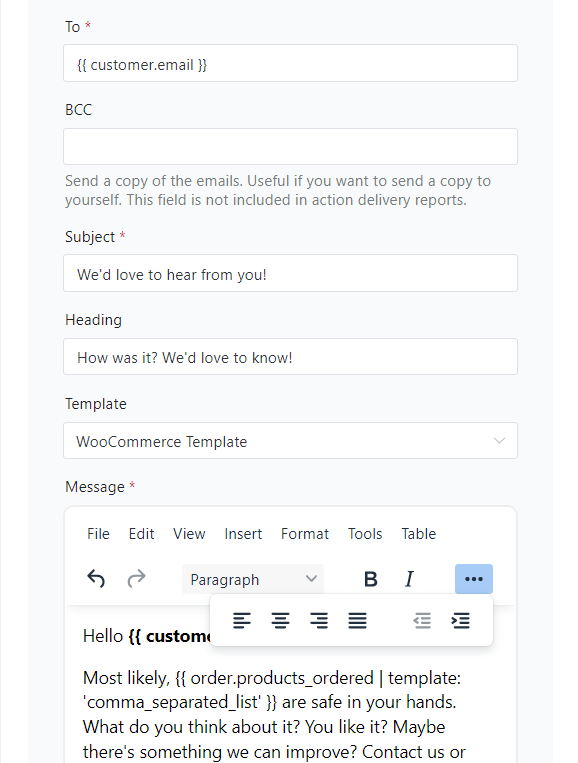 To *
{{ customer.email }}
BCC
Send a copy of the emails. Useful if you want to send a copy to
yourself. This field is not included in action delivery reports.
Subject *
We'd love to hear from you!
Heading
How was it? We'd love to know!
Template
WooCommerce Template
Message *
File Edit View Insert Format Tools Table
Paragraph B I
Hello {{ custome
Most likely, {{ order.products_ordered | template:
'comma_separated_list' }} are safe in your hands.
What do you think about it? You like it? Maybe
there's something we can improve? Contact us or